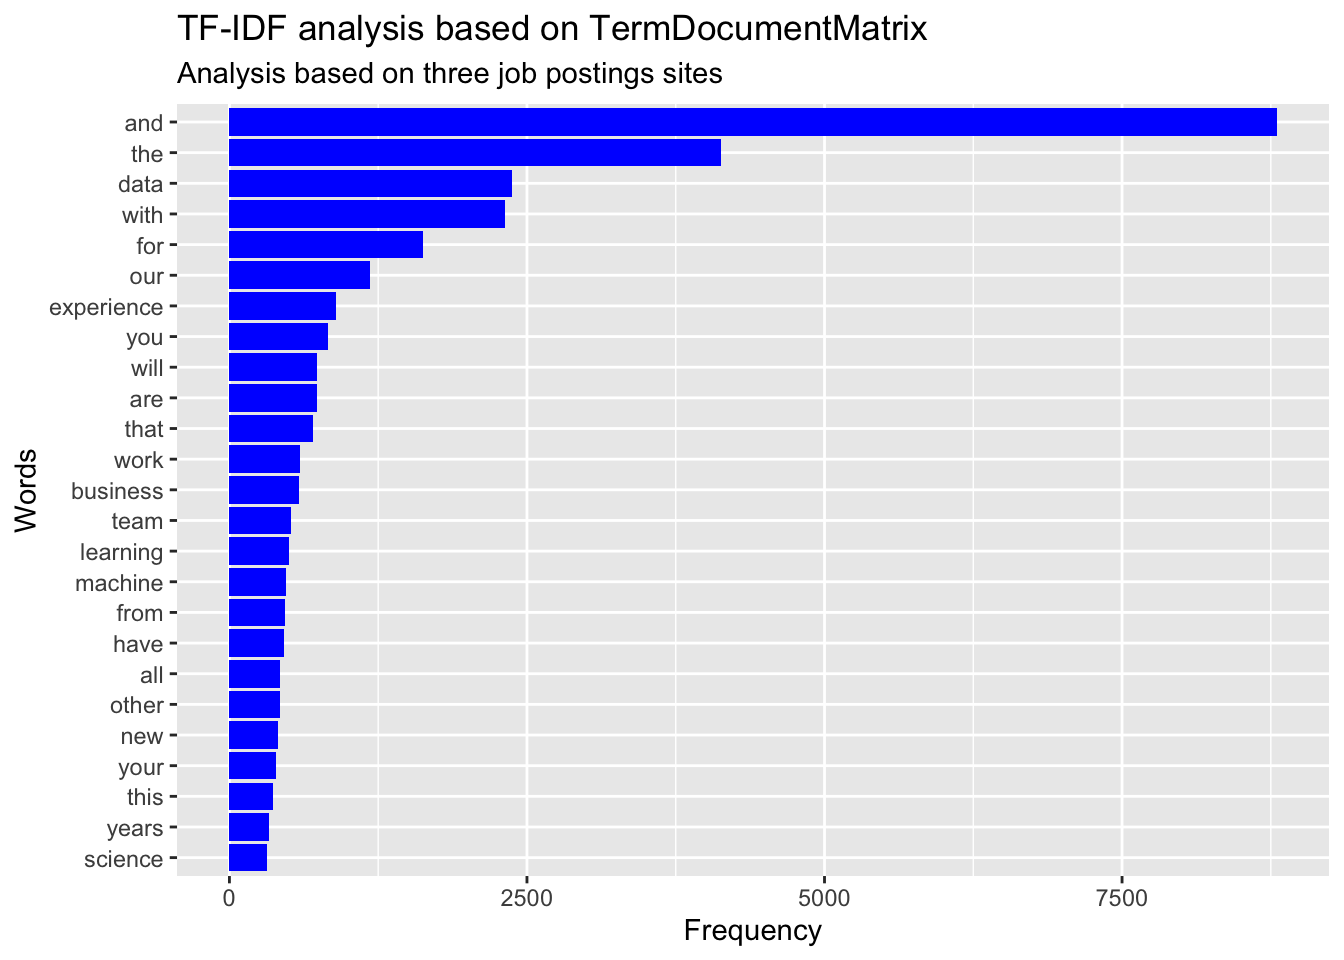 TF-IDF analysis based on TermDocumentMatrix
Analysis based on three job postings sites
Words
and
the
data
with
for
our
experience
you
will
are
that
work
business
team
learning
machine
from
have
all
other
new
your
this
years
science
0 2500 5000 7500
Frequency